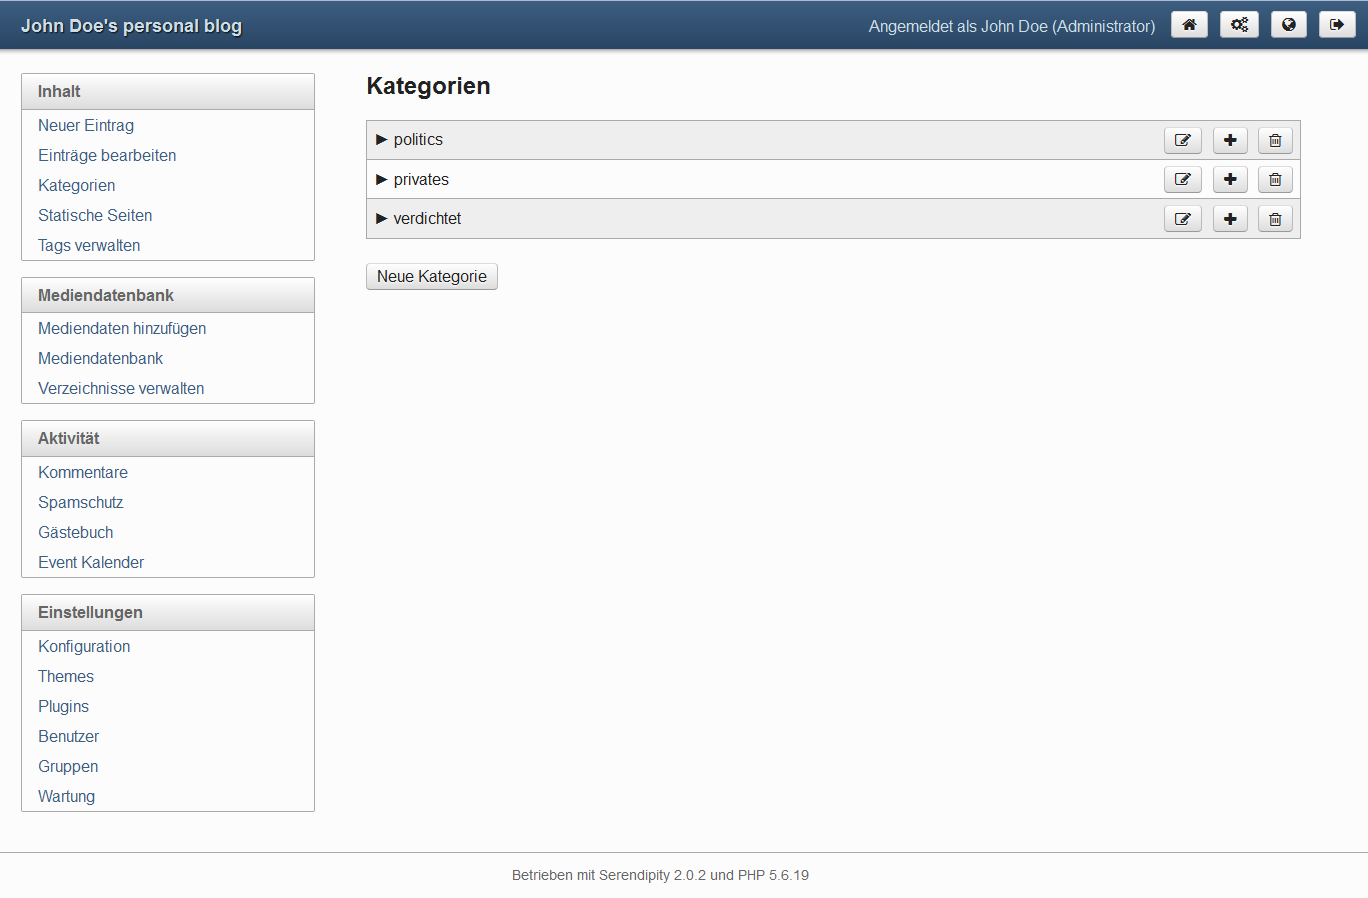 John Doe's personal blog
Angemeldet als John Doe (Administrator)
Inhalt
Neuer Eintrag
Einträge bearbeiten
Kategorien
Statische Seiten
Tags verwalten
Mediendatenbank
Mediendaten hinzufügen
Mediendatenbank
Verzeichnisse verwalten
Aktivität
Kommentare
Spamschutz
Gästebuch
Event Kalender
Einstellungen
Konfiguration
Themes
Plugins
Benutzer
Gruppen
Wartung
Kategorien
politics
privates
verdichtet
Neue Kategorie
Betrieben mit Serendipity 2.0.2 und PHP 5.6.19